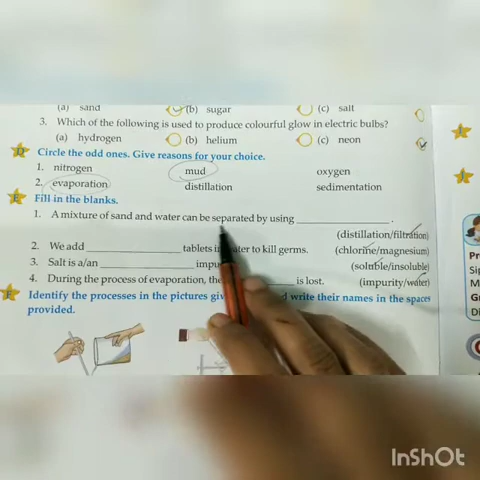 (a) sand (b) sugar (c) salt
3. Which of the following is used to produce colourful glow in electric bulbs?
(a) hydrogen (b) helium (c) neon
D Circle the odd ones. Give reasons for your choice.
1. nitrogen mud oxygen
2. evaporation distillation sedimentation
E Fill in the blanks.
1. A mixture of sand and water can be separated by using ____________ .
(distillation/filtration)
2. We add ____________ tablets in water to kill germs. (chlorine/magnesium)
3. Salt is a/an ____________ (soluble/insoluble)
4. During the process of evaporation, the ____________ is lost. (impurity/water)
F Identify the processes in the pictures write their names in the spaces
provided.
InShOt